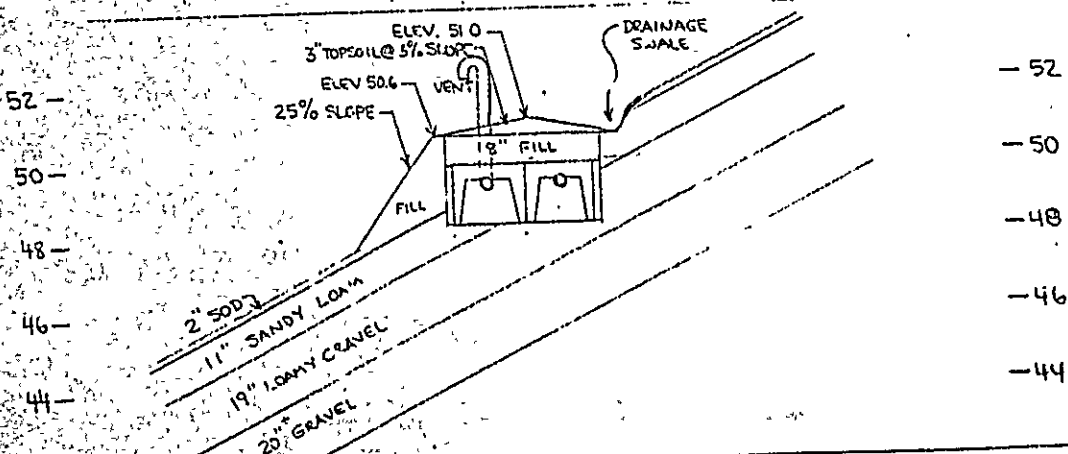 ELEV. 51 0
3" TOPSOIL @ 5% SLOPE
DRAINAGE
SWALE
ELEV 50.6
VENT
25% SLOPE
52
52
18" FILL
50
50
FILL
48
48
2" SOD
11" SANDY LOAM
46
46
19" LOAMY GRAVEL
44
44
20"+ GRAVEL